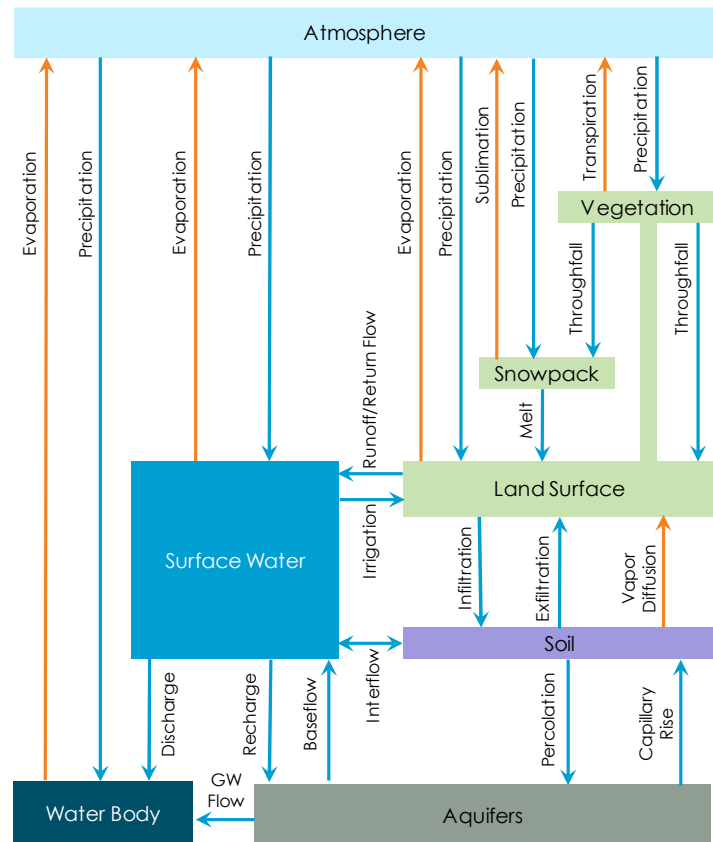 Atmosphere
Evaporation
Precipitation
Evaporation
Precipitation
Evaporation
Precipitation
Sublimation
Precipitation
Transpiration
Precipitation
Vegetation
Throughfall
Throughfall
Snowpack
Melt
Runoff/Return Flow
Land Surface
Irrigation
Surface Water
Infiltration
Exfiltration
Vapor
Diffusion
Soil
Interflow
Discharge
Recharge
Baseflow
Percolation
Capillary
Rise
GW
Flow
Water Body
Aquifers